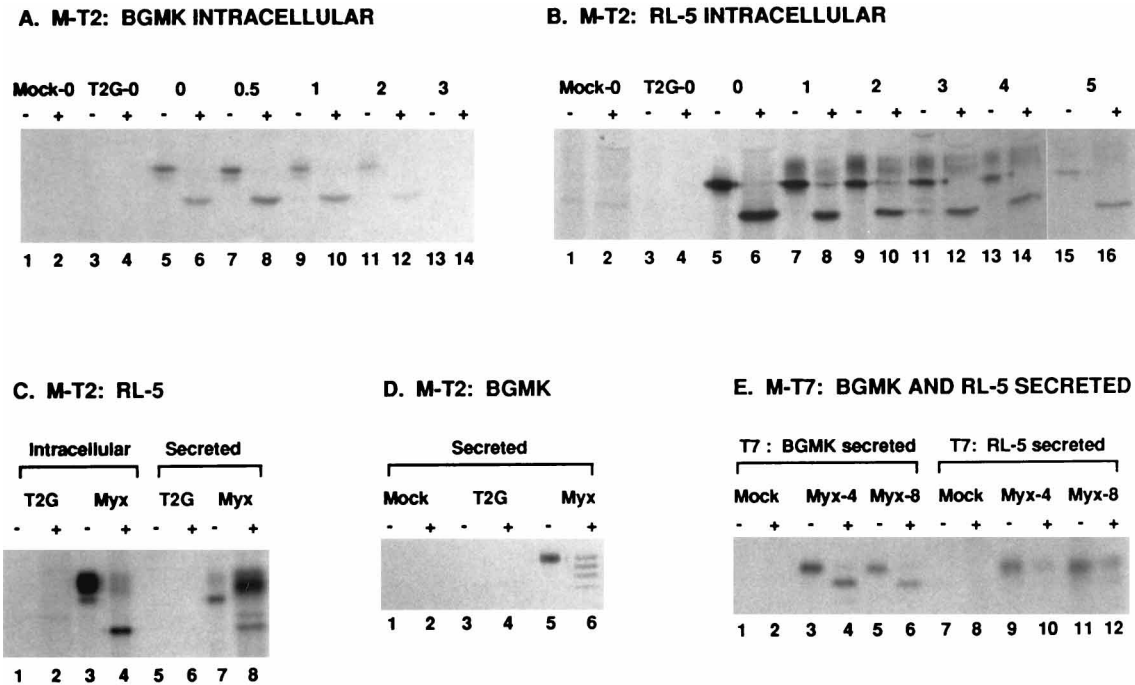 A. M-T2: BGMK INTRACELLULAR
Mock-0 T2G-0 0 0.5 1 2 3
- + - + - + - + - + - + - +
1 2 3 4 5 6 7 8 9 10 11 12 13 14
B. M-T2: RL-5 INTRACELLULAR
Mock-0 T2G-0 0 1 2 3 4 5
- + - + - + - + - + - + - + - +
1 2 3 4 5 6 7 8 9 10 11 12 13 14 15 16
C. M-T2: RL-5
Intracellular Secreted
T2G Myx T2G Myx
- + - + - + - +
1 2 3 4 5 6 7 8
D. M-T2: BGMK
Secreted
Mock T2G Myx
- + - + - +
1 2 3 4 5 6
E. M-T7: BGMK AND RL-5 SECRETED
T7 : BGMK secreted T7: RL-5 secreted
Mock Myx-4 Myx-8 Mock Myx-4 Myx-8
- + - + - + - + - + - +
1 2 3 4 5 6 7 8 9 10 11 12